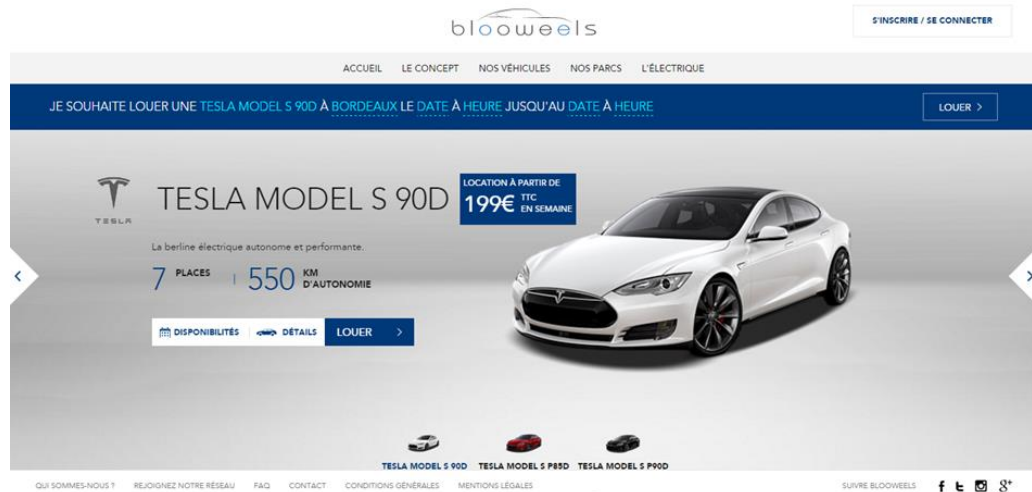 blooweels
S'INSCRIRE / SE CONNECTER
ACCUEIL LE CONCEPT NOS VÉHICULES NOS PARCS L'ÉLECTRIQUE
JE SOUHAITE LOUER UNE TESLA MODEL S 90D À BORDEAUX LE DATE À HEURE JUSQU'AU DATE À HEURE
LOUER >
TESLA
TESLA MODEL S 90D
LOCATION À PARTIR DE
199€ TTC EN SEMAINE
La berline électrique autonome et performante.
7 PLACES | 550 KM D'AUTONOMIE
DISPONIBILITÉS DÉTAILS LOUER >
TESLA MODEL S 90D TESLA MODEL S P85D TESLA MODEL S P90D
QUI SOMMES-NOUS ? REJOIGNEZ NOTRE RÉSEAU FAQ CONTACT CONDITIONS GÉNÉRALES MENTIONS LÉGALES SUIVRE BLOOWEELS